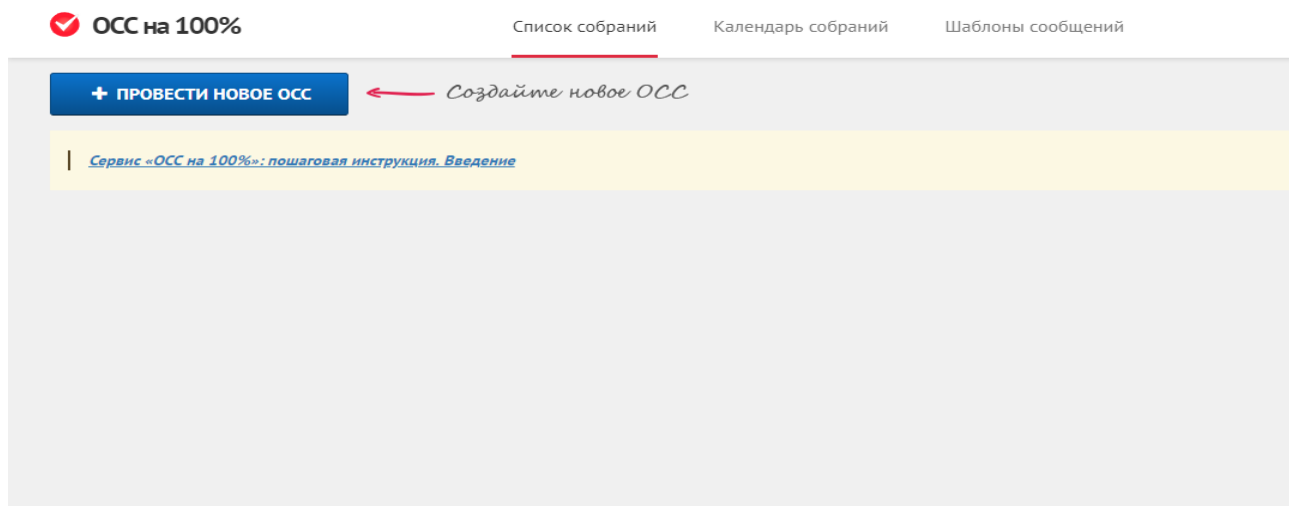 ОСС на 100%
Список собраний
Календарь собраний
Шаблоны сообщений
+ ПРОВЕСТИ НОВОЕ ОСС
Создайте новое ОСС
Сервис «ОСС на 100%»: пошаговая инструкция. Введение